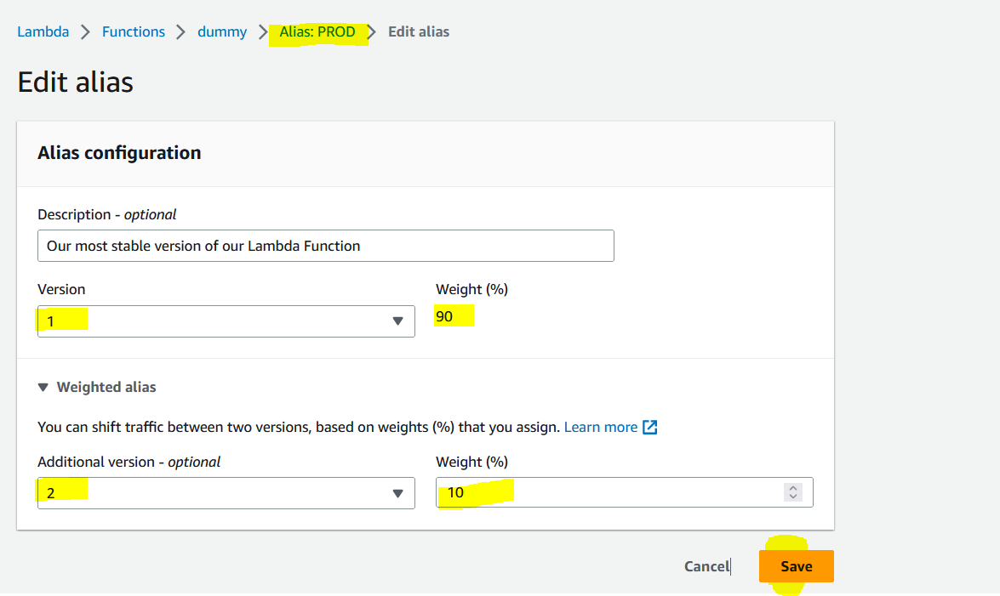 Lambda > Functions > dummy > Alias: PROD > Edit alias
Edit alias
Alias configuration
Description - optional
Our most stable version of our Lambda Function
Version Weight (%)
1 90
Weighted alias
You can shift traffic between two versions, based on weights (%) that you assign. Learn more
Additional version - optional Weight (%)
2 10
Cancel Save